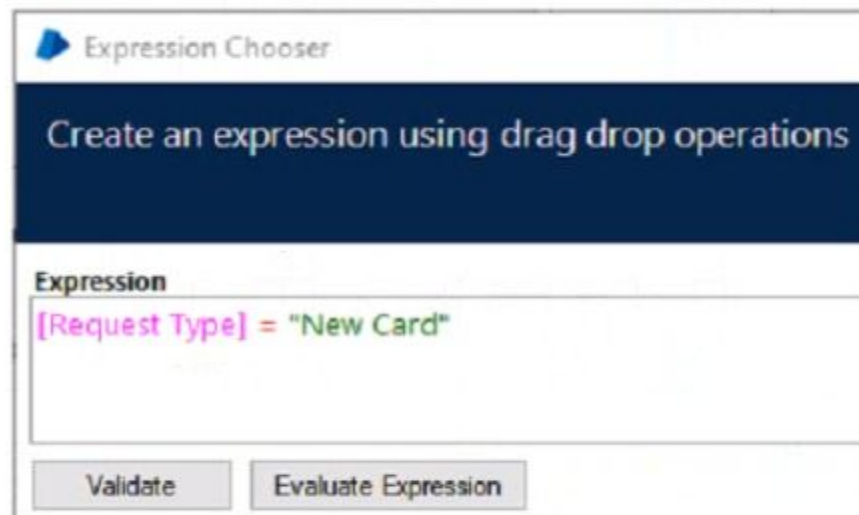 Expression Chooser
Create an expression using drag drop operations
Expression
[Request Type] = "New Card"
Validate
Evaluate Expression